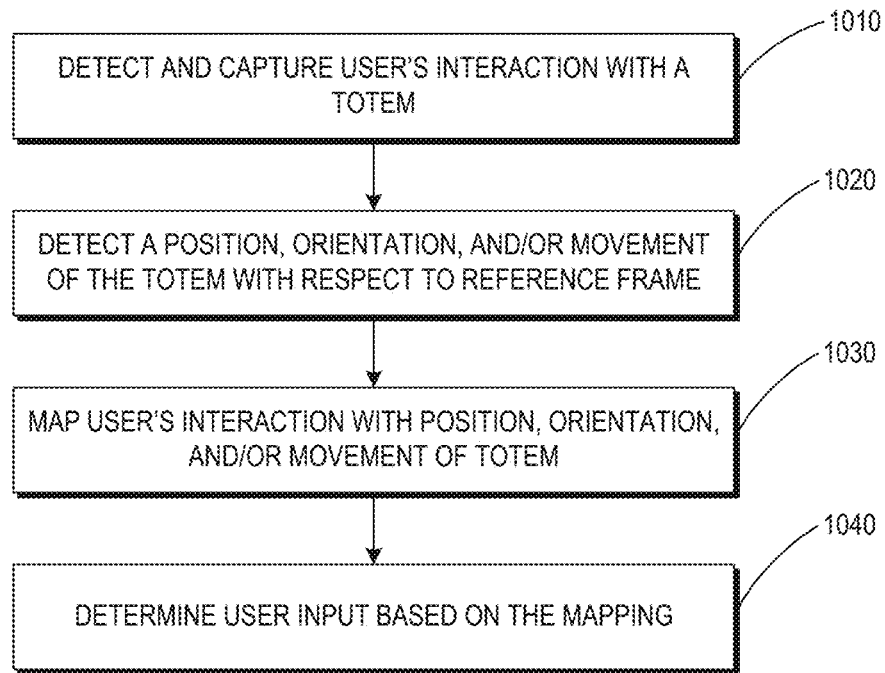 1010
DETECT AND CAPTURE USER'S INTERACTION WITH A
TOTEM
1020
DETECT A POSITION, ORIENTATION, AND/OR MOVEMENT
OF THE TOTEM WITH RESPECT TO REFERENCE FRAME
1030
MAP USER'S INTERACTION WITH POSITION, ORIENTATION,
AND/OR MOVEMENT OF TOTEM
1040
DETERMINE USER INPUT BASED ON THE MAPPING